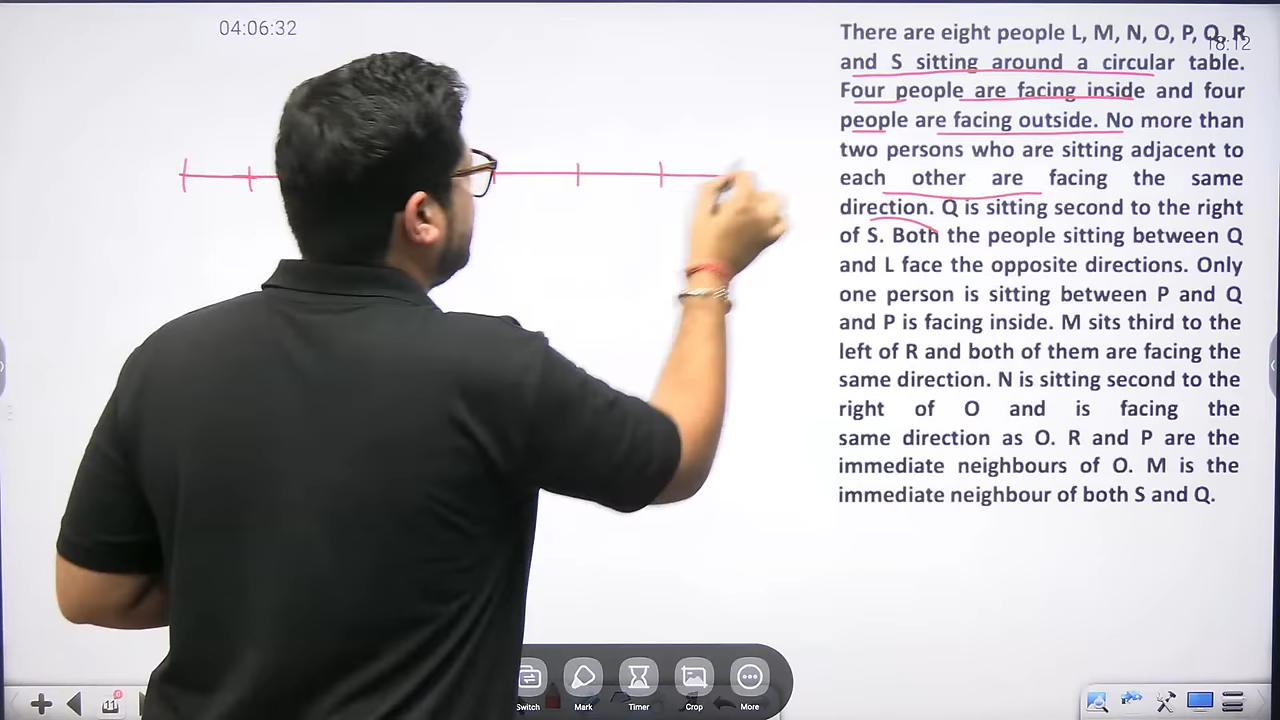 04:06:32
There are eight people L, M, N, O, P, Q, R
18:12
and S sitting around a circular table.
Four people are facing inside and four
people are facing outside. No more than
two persons who are sitting adjacent to
each other are facing the same
direction. Q is sitting second to the right
of S. Both the people sitting between Q
and L face the opposite directions. Only
one person is sitting between P and Q
and P is facing inside. M sits third to the
left of R and both of them are facing the
same direction. N is sitting second to the
right of O and is facing the
same direction as O. R and P are the
immediate neighbours of O. M is the
immediate neighbour of both S and Q.
Switch Mark Timer Crop More
11